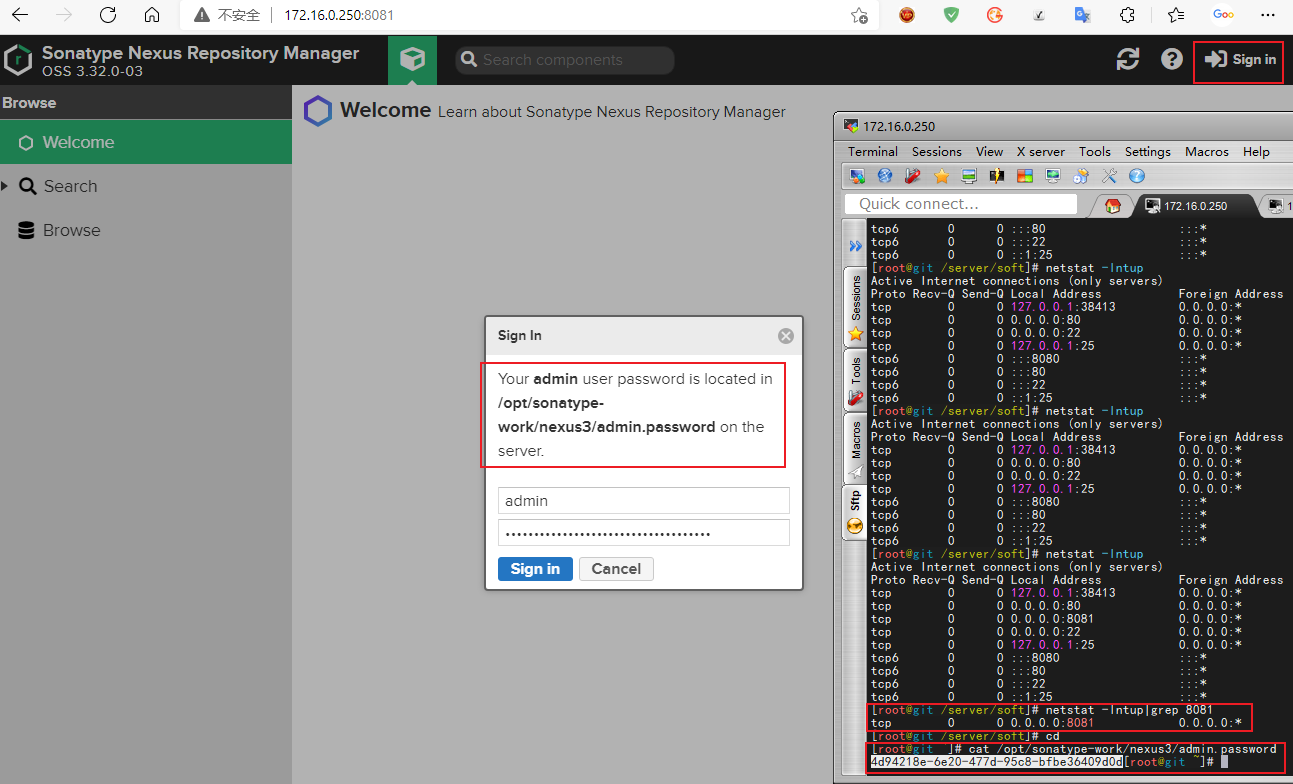 不安全 172.16.0.250:8081
Sonatype Nexus Repository Manager
OSS 3.32.0-03
Search components
Sign in
Browse
Welcome
Search
Browse
Welcome Learn about Sonatype Nexus Repository Manager
Sign In
Your admin user password is located in
/opt/sonatype-
work/nexus3/admin.password on the
server.
admin
••••••••••••••••••••••••••••••••••••
Sign in Cancel
172.16.0.250
Terminal Sessions View X server Tools Settings Macros Help
Quick connect...
172.16.0.250
Sessions
Tools
Macros
Sftp
tcp6 0 0 :::80 :::*
tcp6 0 0 :::22 :::*
tcp6 0 0 ::1:25 :::*
[root@git /server/soft]# netstat -lntup
Active Internet connections (only servers)
Proto Recv-Q Send-Q Local Address Foreign Address
tcp 0 0 127.0.0.1:38413 0.0.0.0:*
tcp 0 0 0.0.0.0:80 0.0.0.0:*
tcp 0 0 0.0.0.0:22 0.0.0.0:*
tcp 0 0 127.0.0.1:25 0.0.0.0:*
tcp6 0 0 :::8080 :::*
tcp6 0 0 :::80 :::*
tcp6 0 0 :::22 :::*
tcp6 0 0 ::1:25 :::*
[root@git /server/soft]# netstat -lntup
Active Internet connections (only servers)
Proto Recv-Q Send-Q Local Address Foreign Address
tcp 0 0 127.0.0.1:38413 0.0.0.0:*
tcp 0 0 0.0.0.0:80 0.0.0.0:*
tcp 0 0 0.0.0.0:22 0.0.0.0:*
tcp 0 0 127.0.0.1:25 0.0.0.0:*
tcp6 0 0 :::8080 :::*
tcp6 0 0 :::80 :::*
tcp6 0 0 :::22 :::*
tcp6 0 0 ::1:25 :::*
[root@git /server/soft]# netstat -lntup
Active Internet connections (only servers)
Proto Recv-Q Send-Q Local Address Foreign Address
tcp 0 0 127.0.0.1:38413 0.0.0.0:*
tcp 0 0 0.0.0.0:80 0.0.0.0:*
tcp 0 0 0.0.0.0:8081 0.0.0.0:*
tcp 0 0 0.0.0.0:22 0.0.0.0:*
tcp 0 0 127.0.0.1:25 0.0.0.0:*
tcp6 0 0 :::8080 :::*
tcp6 0 0 :::80 :::*
tcp6 0 0 :::22 :::*
tcp6 0 0 ::1:25 :::*
[root@git /server/soft]# netstat -lntup|grep 8081
tcp 0 0 0.0.0.0:8081 0.0.0.0:*
[root@git /server/soft]# cd
[root@git ]# cat /opt/sonatype-work/nexus3/admin.password
4d94218e-6e20-477d-95c8-bfbe36409d0d[root@git ~]#